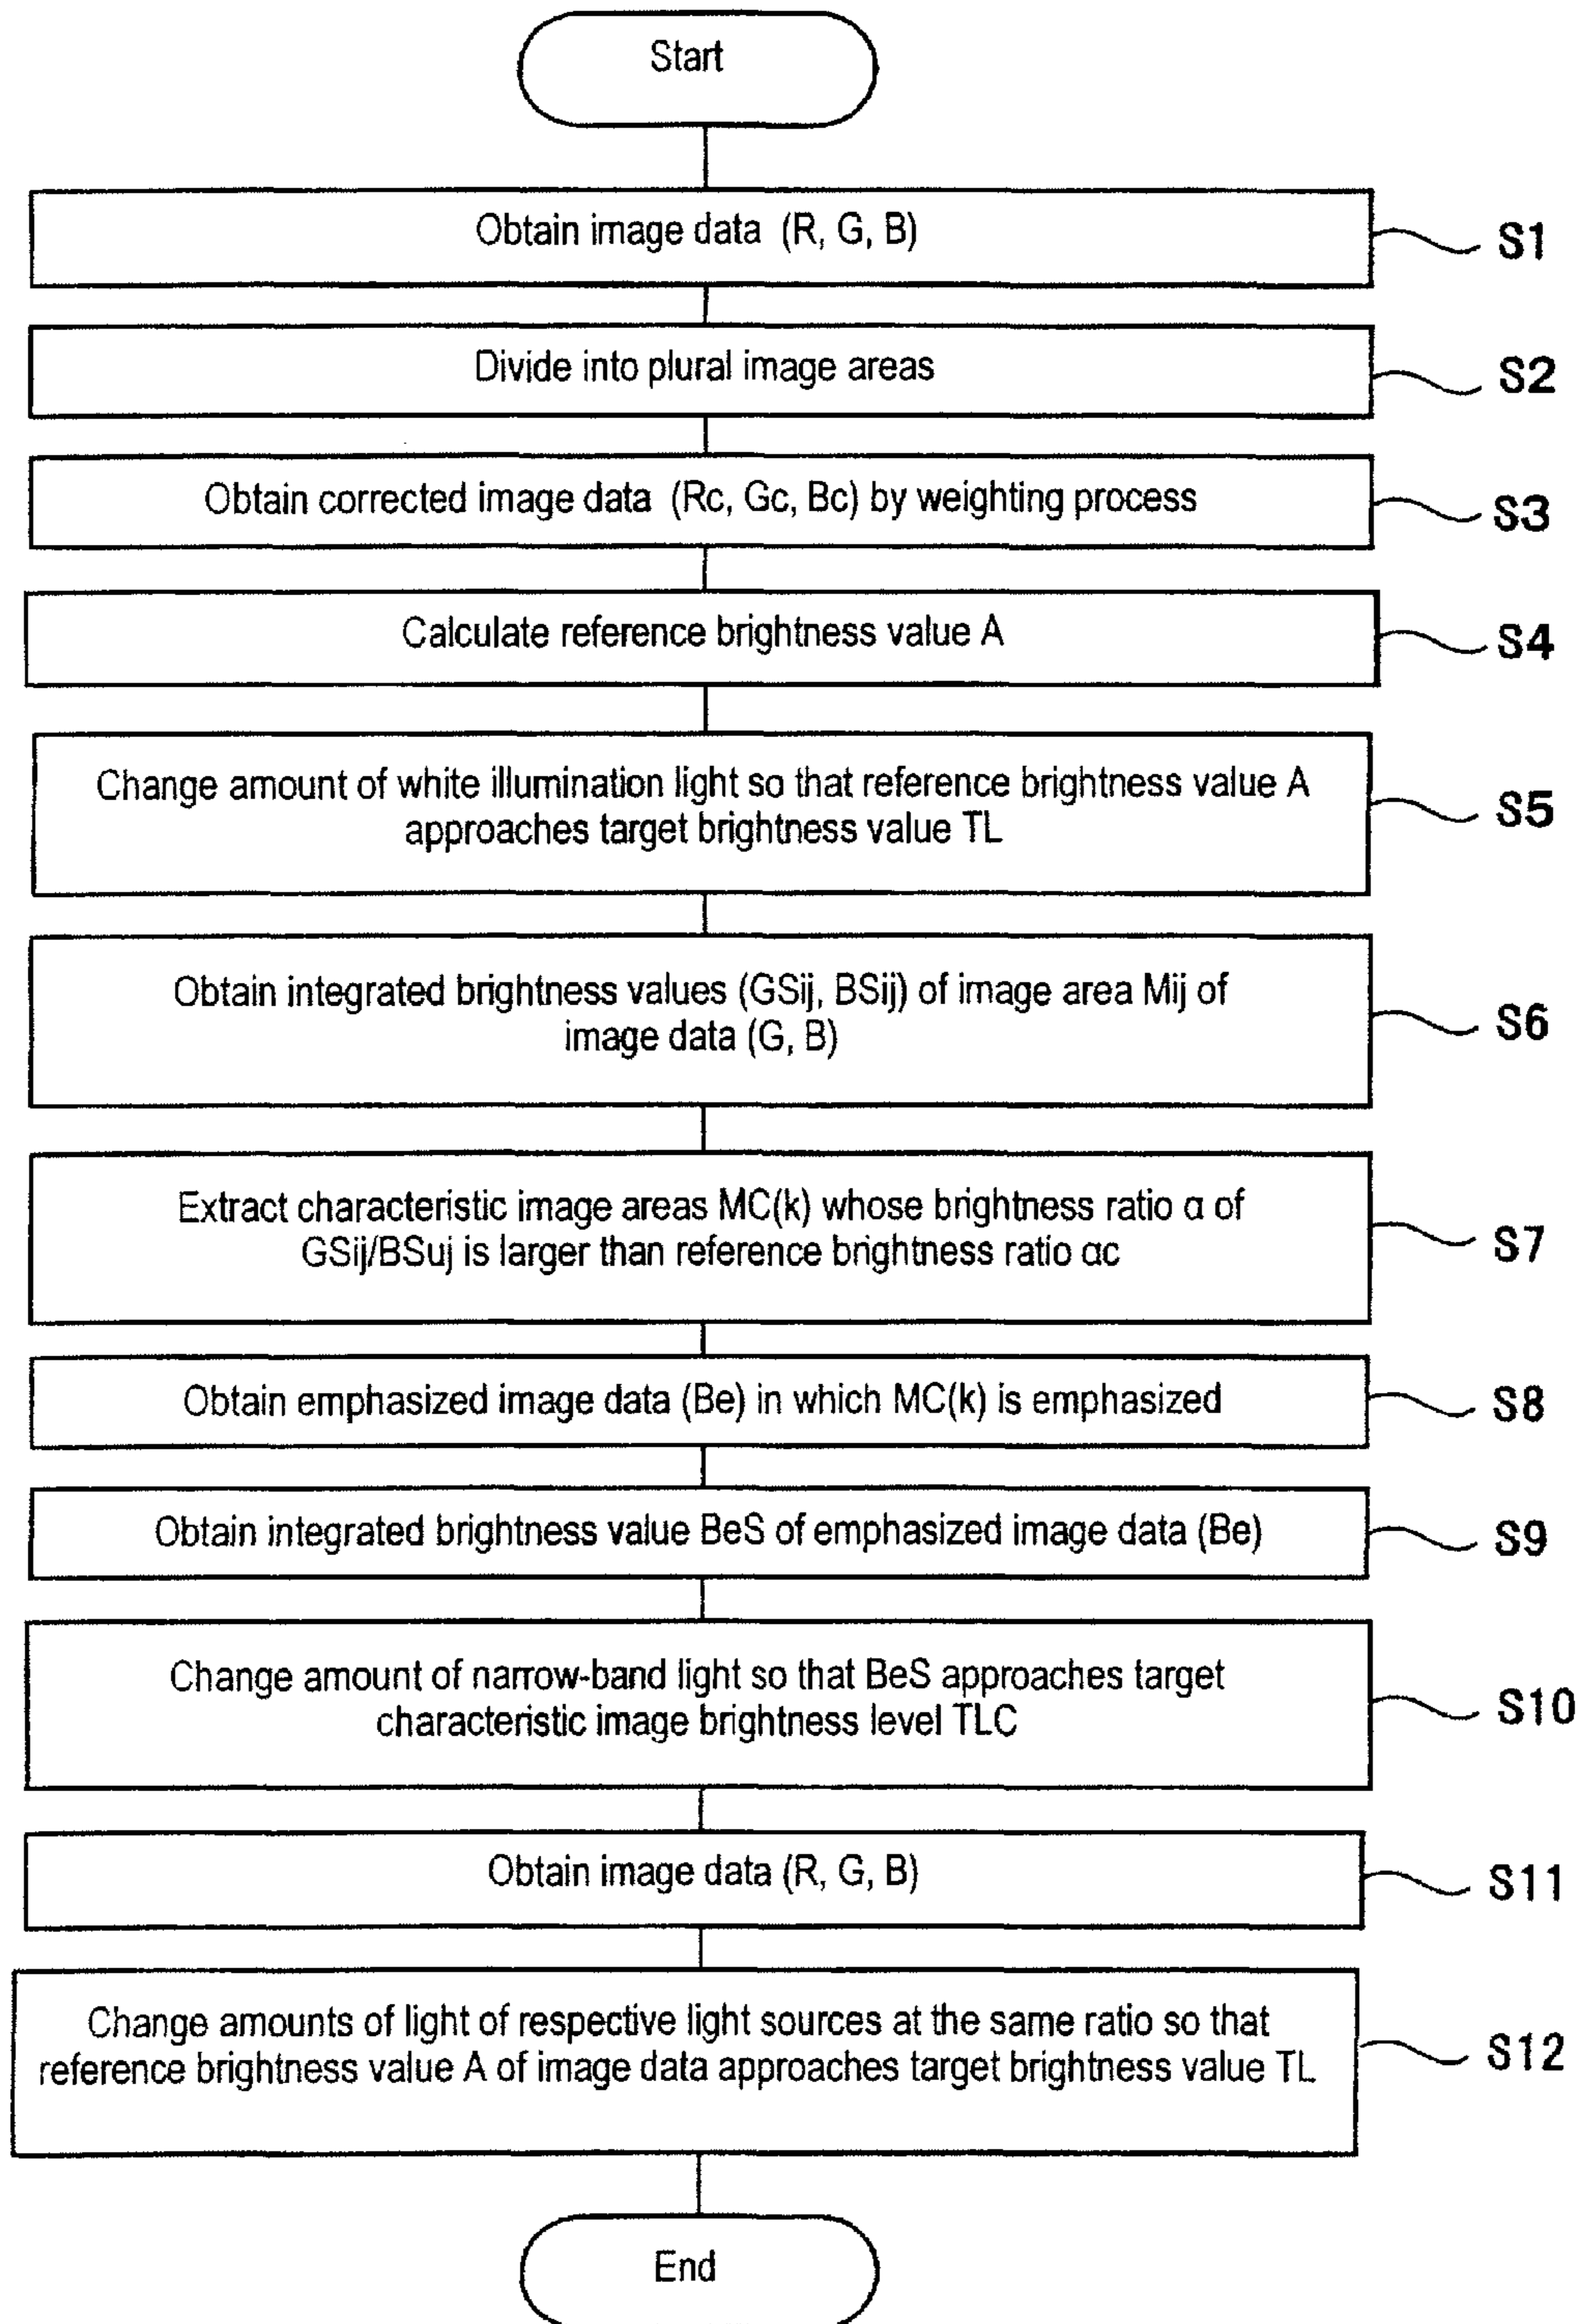 Start
Obtain image data (R, G, B)
S1
Divide into plural image areas
S2
Obtain corrected image data (Rc, Gc, Bc) by weighting process
S3
Calculate reference brightness value A
S4
Change amount of white illumination light so that reference brightness value A
approaches target brightness value TL
S5
Obtain integrated brightness values (GSij, BSij) of image area Mij of
image data (G, B)
S6
Extract characteristic image areas MC(k) whose brightness ratio α of
GSij/BSuj is larger than reference brightness ratio αc
S7
Obtain emphasized image data (Be) in which MC(k) is emphasized
S8
Obtain integrated brightness value BeS of emphasized image data (Be)
S9
Change amount of narrow-band light so that BeS approaches target
characteristic image brightness level TLC
S10
Obtain image data (R, G, B)
S11
Change amounts of light of respective light sources at the same ratio so that
reference brightness value A of image data approaches target brightness value TL
S12
End